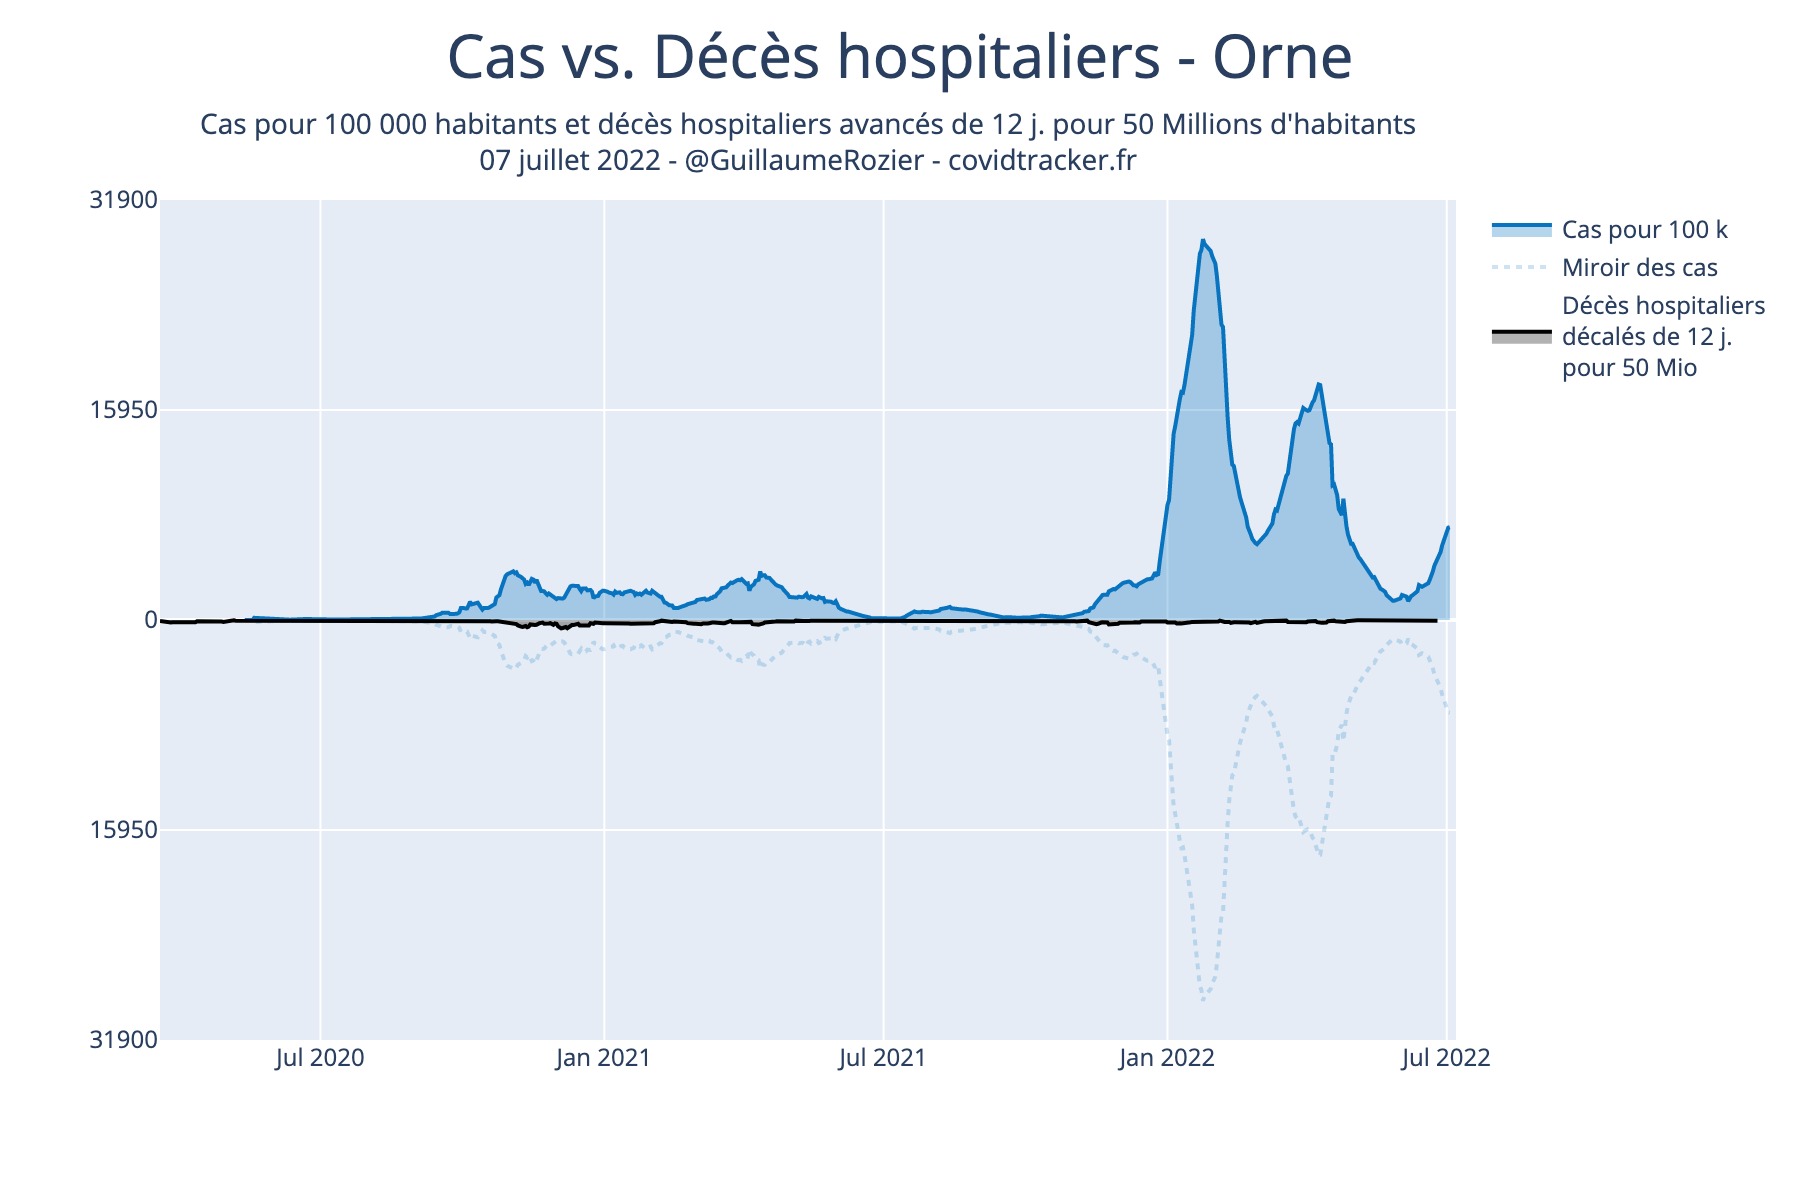 Cas vs. Décès hospitaliers - Orne
Cas pour 100 000 habitants et décès hospitaliers avancés de 12 j. pour 50 Millions d'habitants
07 juillet 2022 - @GuillaumeRozier - covidtracker.fr
31900
15950
0
15950
31900
Jul 2020
Jan 2021
Jul 2021
Jan 2022
Jul 2022
Cas pour 100 k
Miroir des cas
Décès hospitaliers
décalés de 12 j.
pour 50 Mio